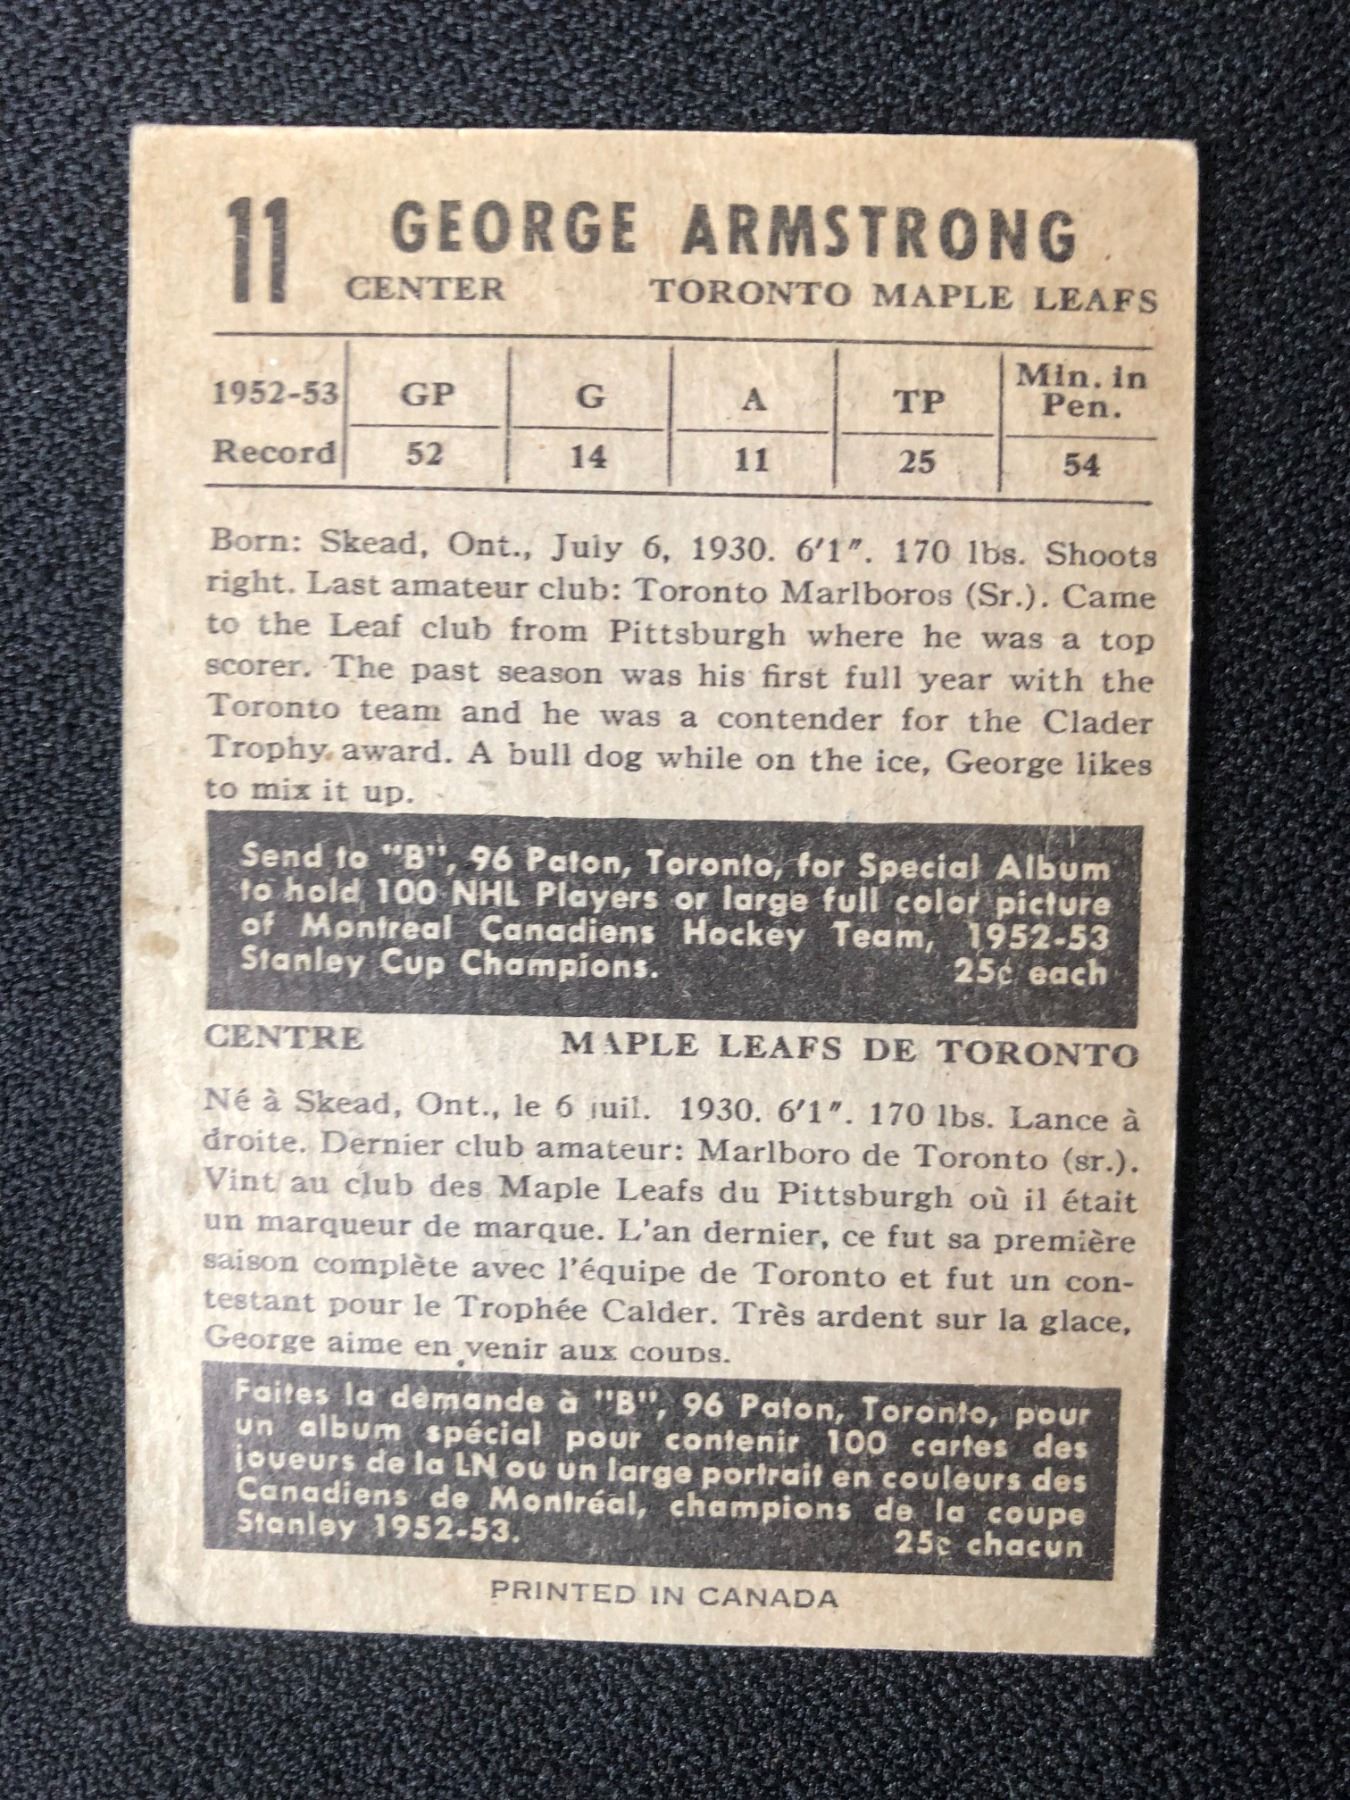 11 GEORGE ARMSTRONG
CENTER TORONTO MAPLE LEAFS
1952-53 GP G A TP Min. in Pen.
Record 52 14 11 25 54
Born: Skead, Ont., July 6, 1930. 6'1". 170 lbs. Shoots
right. Last amateur club: Toronto Marlboros (Sr.). Came
to the Leaf club from Pittsburgh where he was a top
scorer. The past season was his first full year with the
Toronto team and he was a contender for the Clader
Trophy award. A bull dog while on the ice, George likes
to mix it up.
Send to "B", 96 Paton, Toronto, for Special Album
to hold 100 NHL Players or large full color picture
of Montreal Canadiens Hockey Team, 1952-53
Stanley Cup Champions. 25¢ each
CENTRE MAPLE LEAFS DE TORONTO
Né à Skead, Ont., le 6 juil. 1930. 6'1". 170 lbs. Lance à
droite. Dernier club amateur: Marlboro de Toronto (sr.).
Vint au club des Maple Leafs du Pittsburgh où il était
un marqueur de marque. L'an dernier, ce fut sa première
saison complète avec l'équipe de Toronto et fut un con-
testant pour le Trophée Calder. Très ardent sur la glace,
George aime en venir aux coups.
Faites la demande à "B", 96 Paton, Toronto, pour
un album spécial pour contenir 100 cartes des
joueurs de la LN ou un large portrait en couleurs des
Canadiens de Montréal, champions de la coupe
Stanley 1952-53. 25¢ chacun
PRINTED IN CANADA